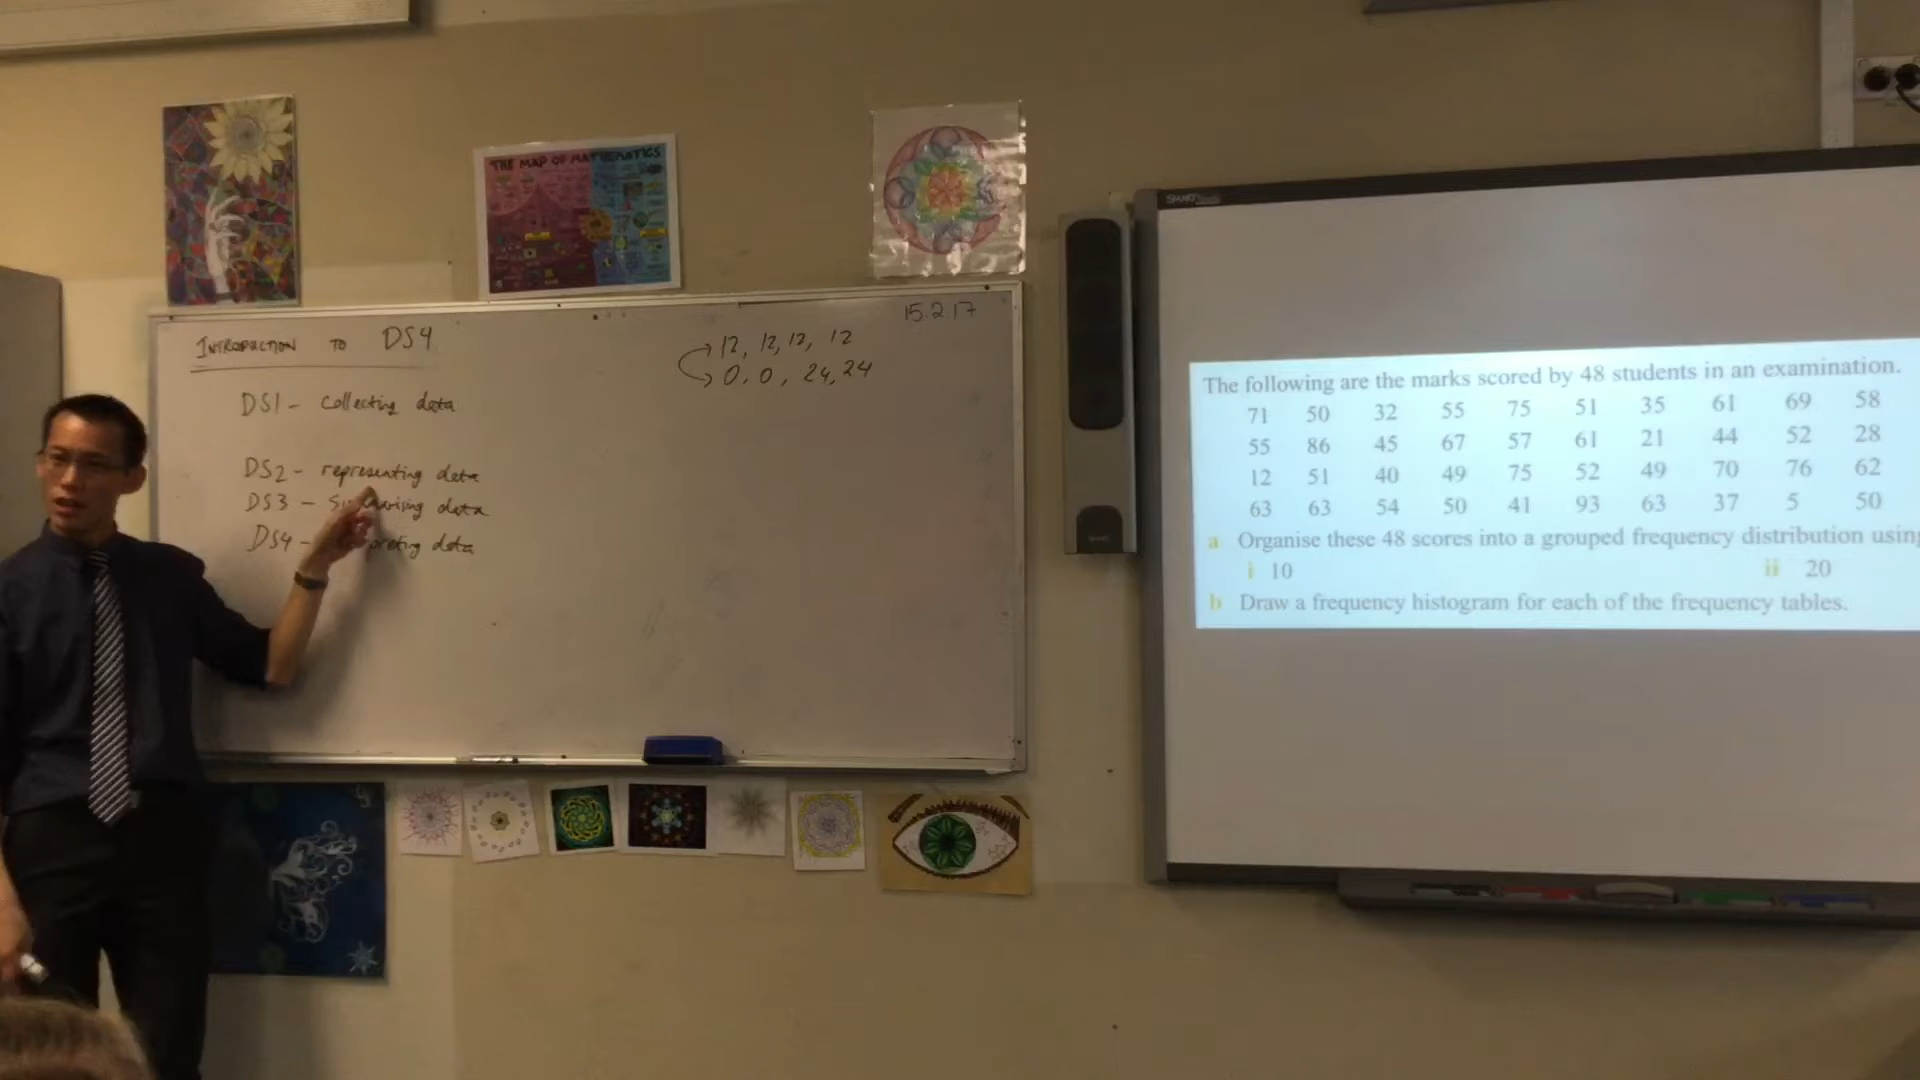 THE MAP OF MATHEMATICS
15.2.17
INTRODUCTION TO DS4
12, 12, 12, 12
0, 0, 24, 24
DS1 - collecting data
DS2 - representing data
DS3 - data
DS4 - data
SMART
The following are the marks scored by 48 students in an examination.
71 50 32 55 75 51 35 61 69 58
55 86 45 67 57 61 21 44 52 28
12 51 40 49 75 52 49 70 76 62
63 63 54 50 41 93 63 37 5 50
a Organise these 48 scores into a grouped frequency distribution using
i 10 ii 20
b Draw a frequency histogram for each of the frequency tables.